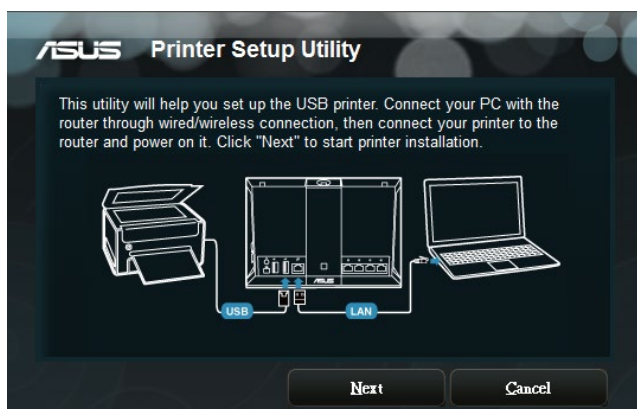 ASUS Printer Setup Utility
This utility will help you set up the USB printer. Connect your PC with the
router through wired/wireless connection, then connect your printer to the
router and power on it. Click "Next" to start printer installation.
ASUS
USB
LAN
Next
Cancel